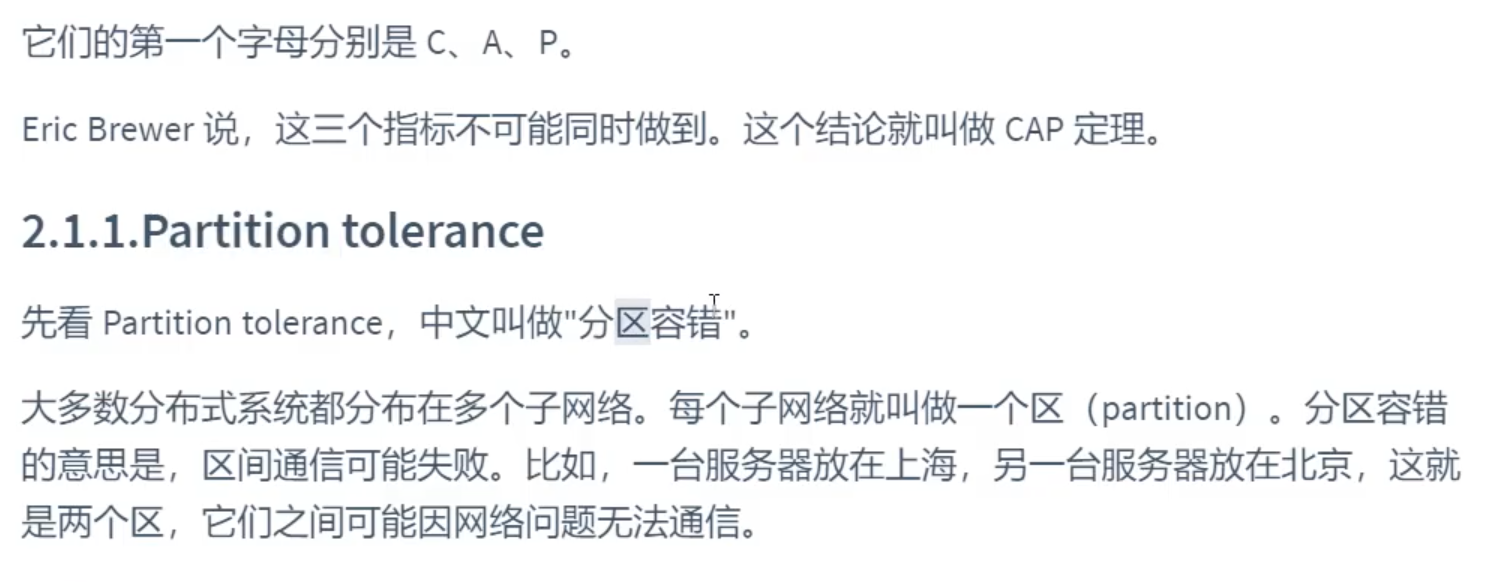 它们的第一个字母分别是 C、A、P。
Eric Brewer 说，这三个指标不可能同时做到。这个结论就叫做 CAP 定理。
2.1.1.Partition tolerance
先看 Partition tolerance，中文叫做"分区容错"。
大多数分布式系统都分布在多个子网络。每个子网络就叫做一个区（partition）。分区容错
的意思是，区间通信可能失败。比如，一台服务器放在上海，另一台服务器放在北京，这就
是两个区，它们之间可能因网络问题无法通信。